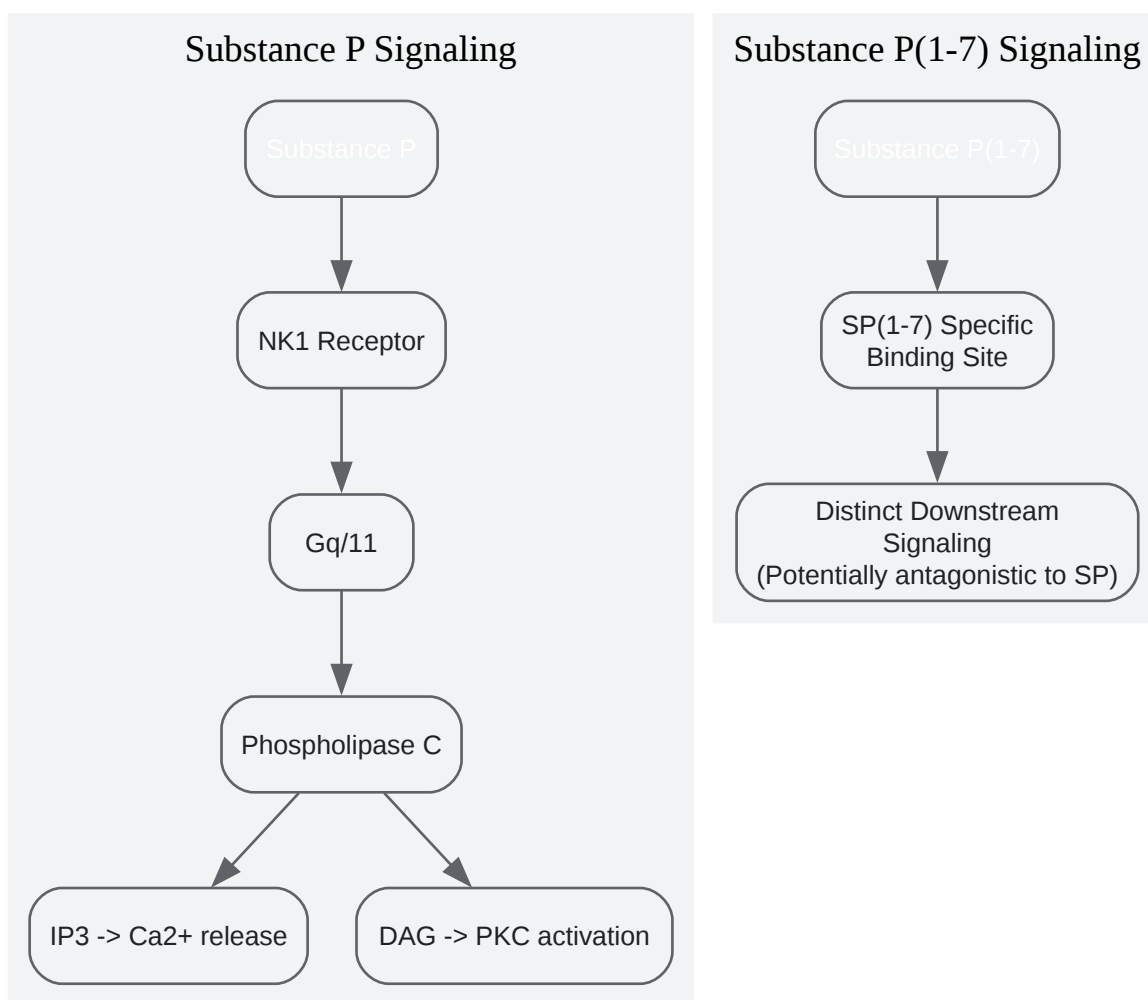 Substance P Signaling
Substance P
NK1 Receptor
Gq/11
Phospholipase C
IP3 -> Ca2+ release
DAG -> PKC activation
Substance P(1-7) Signaling
Substance P(1-7)
SP(1-7) Specific
Binding Site
Distinct Downstream
Signaling
(Potentially antagonistic to SP)